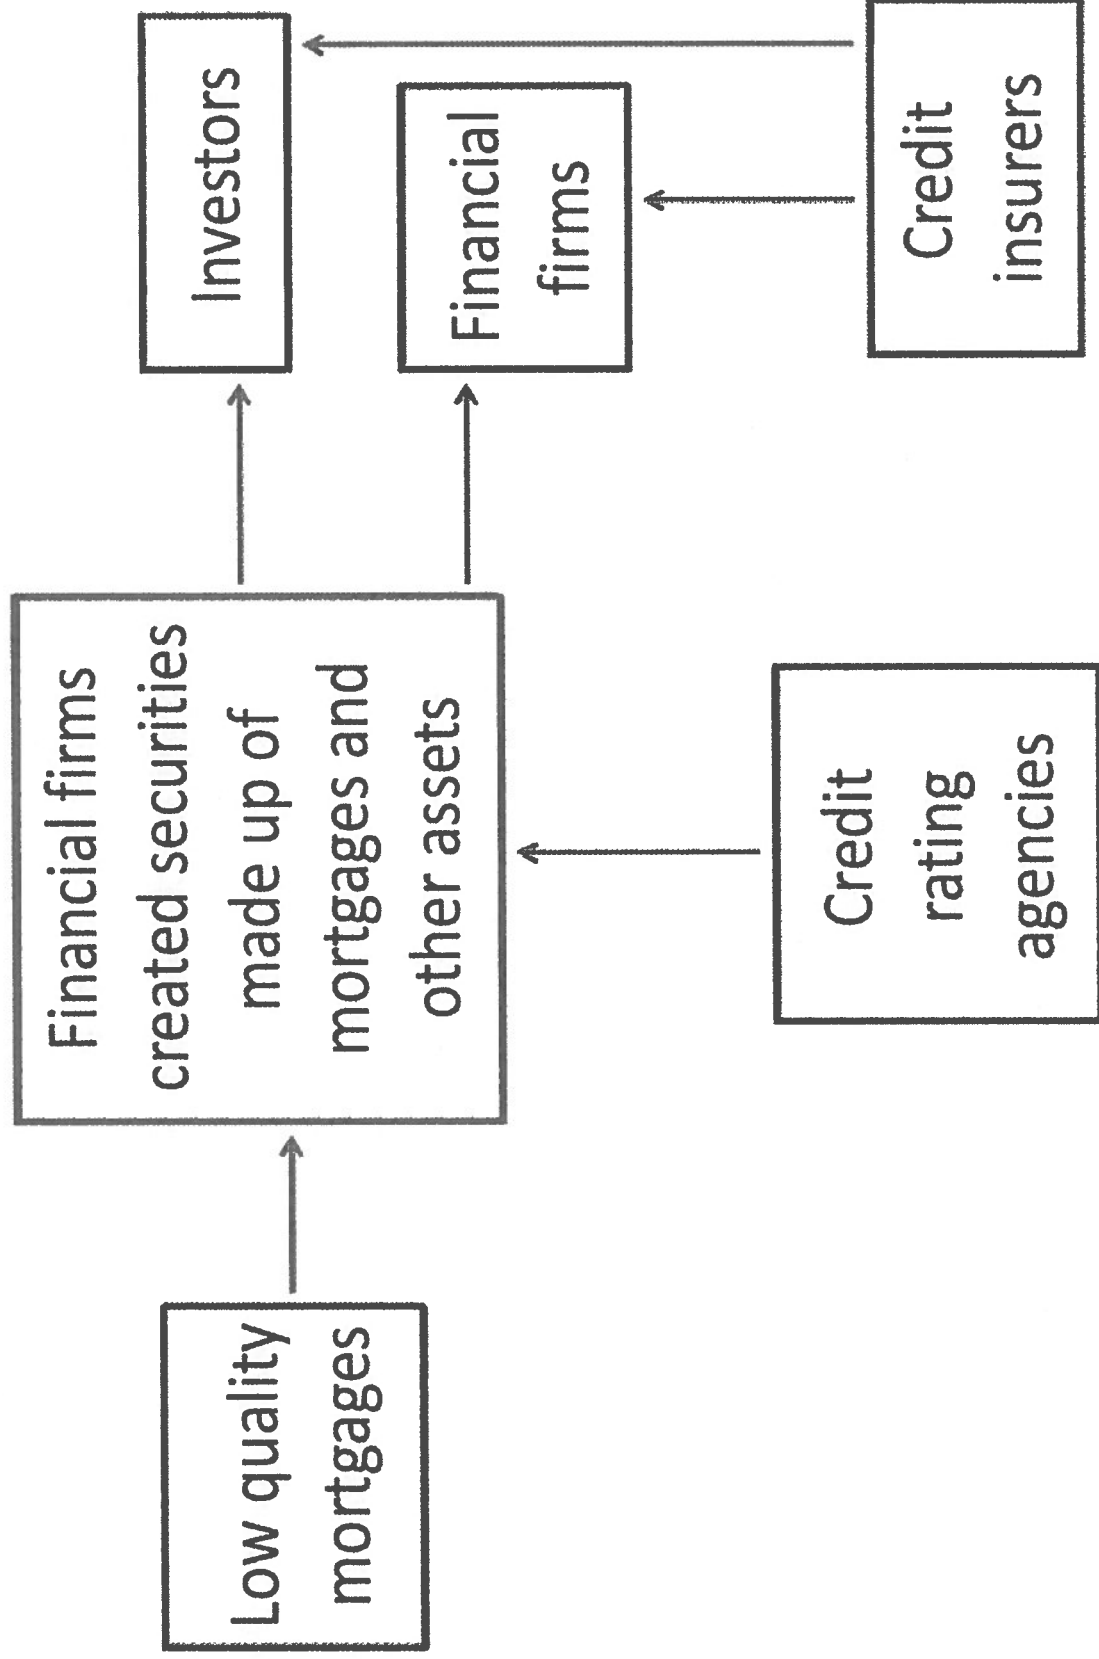 Low quality
mortgages
Financial firms
created securities
made up of
mortgages and
other assets
Investors
Financial
firms
Credit
rating
agencies
Credit
insurers